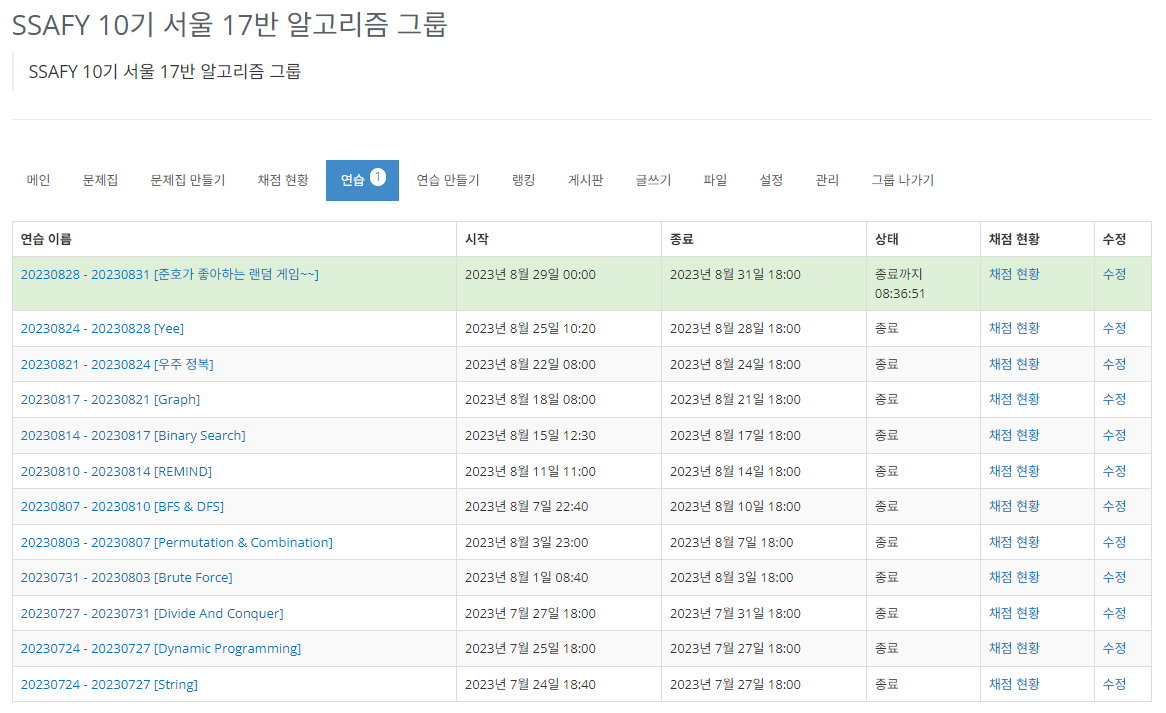 SSAFY 10기 서울 17반 알고리즘 그룹
SSAFY 10기 서울 17반 알고리즘 그룹
메인 문제집 문제집 만들기 채점 현황 연습 1 연습 만들기 랭킹 게시판 글쓰기 파일 설정 관리 그룹 나가기
연습 이름 시작 종료 상태 채점 현황 수정
20230828 - 20230831 [준호가 좋아하는 랜덤 게임~~] 2023년 8월 29일 00:00 2023년 8월 31일 18:00 종료까지 채점 현황 수정
08:36:51
20230824 - 20230828 [Yee] 2023년 8월 25일 10:20 2023년 8월 28일 18:00 종료 채점 현황 수정
20230821 - 20230824 [우주 정복] 2023년 8월 22일 08:00 2023년 8월 24일 18:00 종료 채점 현황 수정
20230817 - 20230821 [Graph] 2023년 8월 18일 08:00 2023년 8월 21일 18:00 종료 채점 현황 수정
20230814 - 20230817 [Binary Search] 2023년 8월 15일 12:30 2023년 8월 17일 18:00 종료 채점 현황 수정
20230810 - 20230814 [REMIND] 2023년 8월 11일 11:00 2023년 8월 14일 18:00 종료 채점 현황 수정
20230807 - 20230810 [BFS & DFS] 2023년 8월 7일 22:40 2023년 8월 10일 18:00 종료 채점 현황 수정
20230803 - 20230807 [Permutation & Combination] 2023년 8월 3일 23:00 2023년 8월 7일 18:00 종료 채점 현황 수정
20230731 - 20230803 [Brute Force] 2023년 8월 1일 08:40 2023년 8월 3일 18:00 종료 채점 현황 수정
20230727 - 20230731 [Divide And Conquer] 2023년 7월 27일 18:00 2023년 7월 31일 18:00 종료 채점 현황 수정
20230724 - 20230727 [Dynamic Programming] 2023년 7월 25일 18:00 2023년 7월 27일 18:00 종료 채점 현황 수정
20230724 - 20230727 [String] 2023년 7월 24일 18:40 2023년 7월 27일 18:00 종료 채점 현황 수정